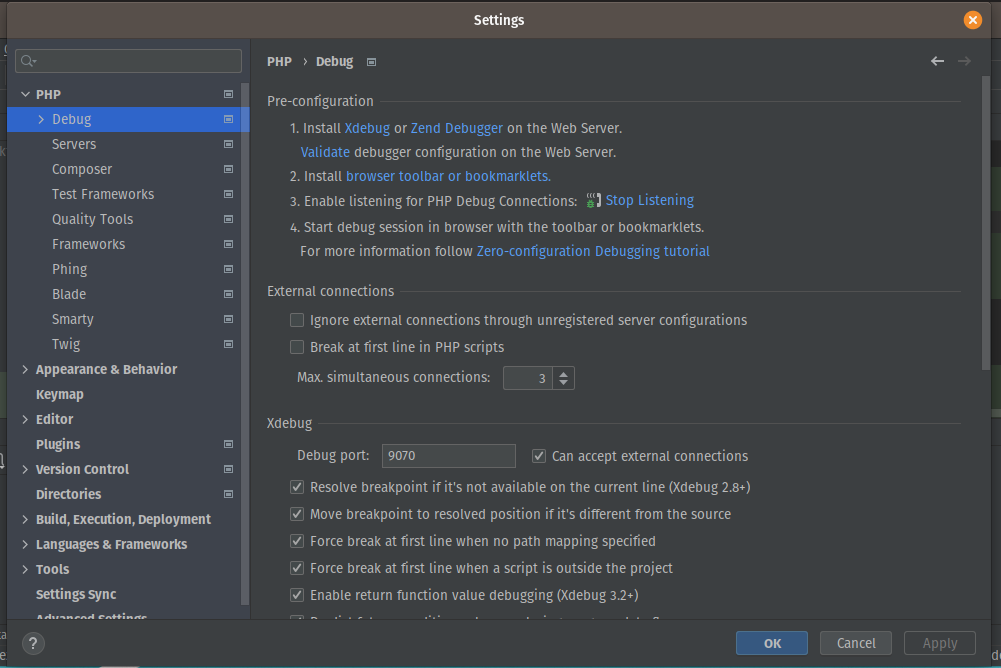 Settings
PHP › Debug
PHP
Debug
Servers
Composer
Test Frameworks
Quality Tools
Frameworks
Phing
Blade
Smarty
Twig
Appearance & Behavior
Keymap
Editor
Plugins
Version Control
Directories
Build, Execution, Deployment
Languages & Frameworks
Tools
Settings Sync
Advanced Settings
Pre-configuration
1. Install Xdebug or Zend Debugger on the Web Server.
Validate debugger configuration on the Web Server.
2. Install browser toolbar or bookmarklets.
3. Enable listening for PHP Debug Connections: Stop Listening
4. Start debug session in browser with the toolbar or bookmarklets.
For more information follow Zero-configuration Debugging tutorial
External connections
Ignore external connections through unregistered server configurations
Break at first line in PHP scripts
Max. simultaneous connections: 3
Xdebug
Debug port: 9070 Can accept external connections
Resolve breakpoint if it's not available on the current line (Xdebug 2.8+)
Move breakpoint to resolved position if it's different from the source
Force break at first line when no path mapping specified
Force break at first line when a script is outside the project
Enable return function value debugging (Xdebug 3.2+)
?
OK Cancel Apply